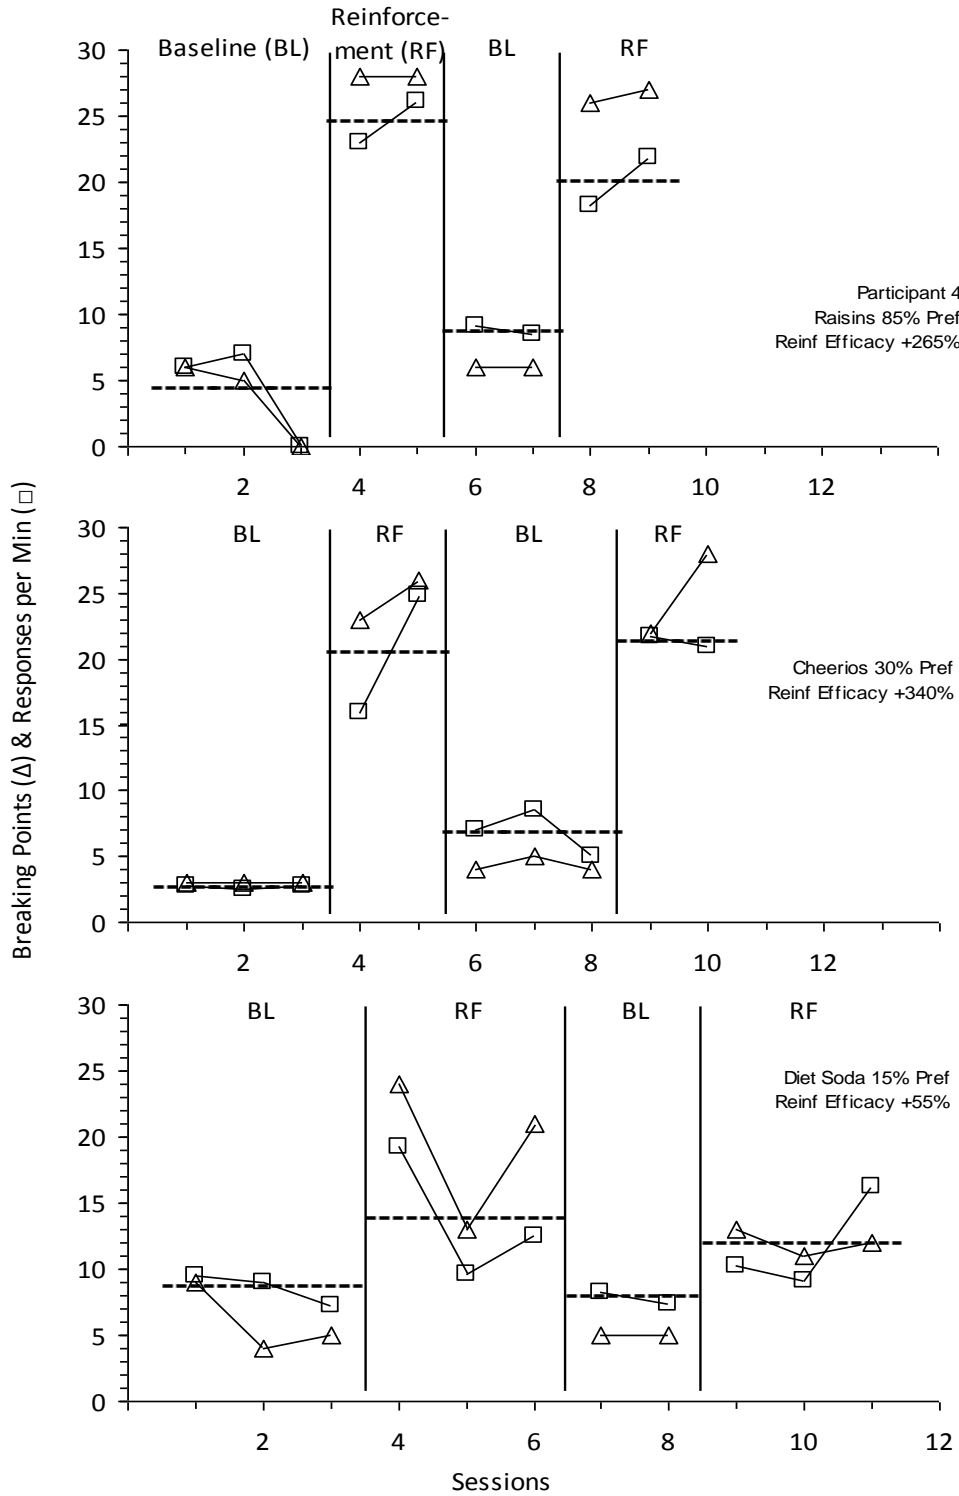 Reinforce-
Baseline (BL) ment (RF) BL RF
30
25
20
15
10
5
0
2 4 6 8 10 12
Participant 4
Raisins 85% Pref
Reinf Efficacy +265%
BL RF BL RF
30
25
20
15
10
5
0
2 4 6 8 10 12
Cheerios 30% Pref
Reinf Efficacy +340%
Breaking Points (Δ) & Responses per Min (□)
BL RF BL RF
30
25
20
15
10
5
0
2 4 6 8 10 12
Diet Soda 15% Pref
Reinf Efficacy +55%
Sessions